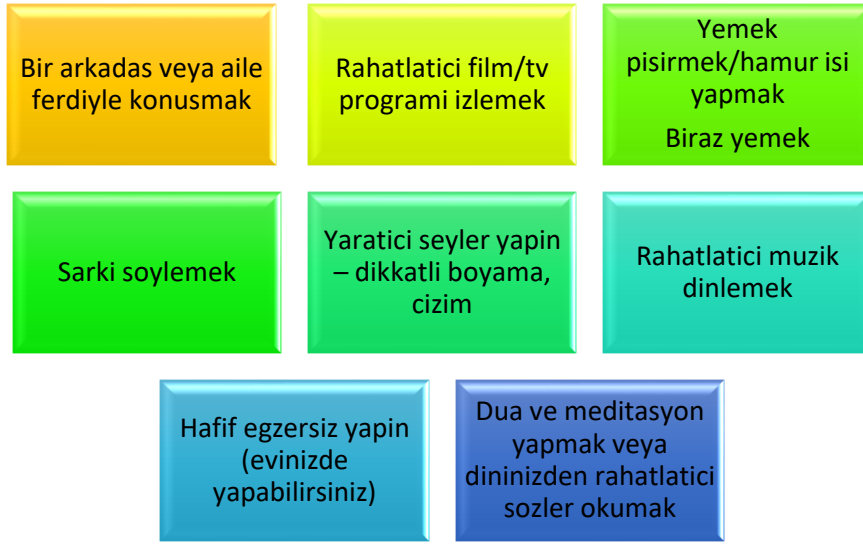 Bir arkadas veya aile
ferdiyle konusmak
Rahatlatici film/tv
programi izlemek
Yemek
pisirmek/hamur isi
yapmak
Biraz yemek
Sarki soylemek
Yaratici seyler yapin
– dikkatli boyama,
cizim
Rahatlatici muzik
dinlemek
Hafif egzersiz yapin
(evinizde
yapabilirsiniz)
Dua ve meditasyon
yapmak veya
dininizden rahatlatici
sozler okumak